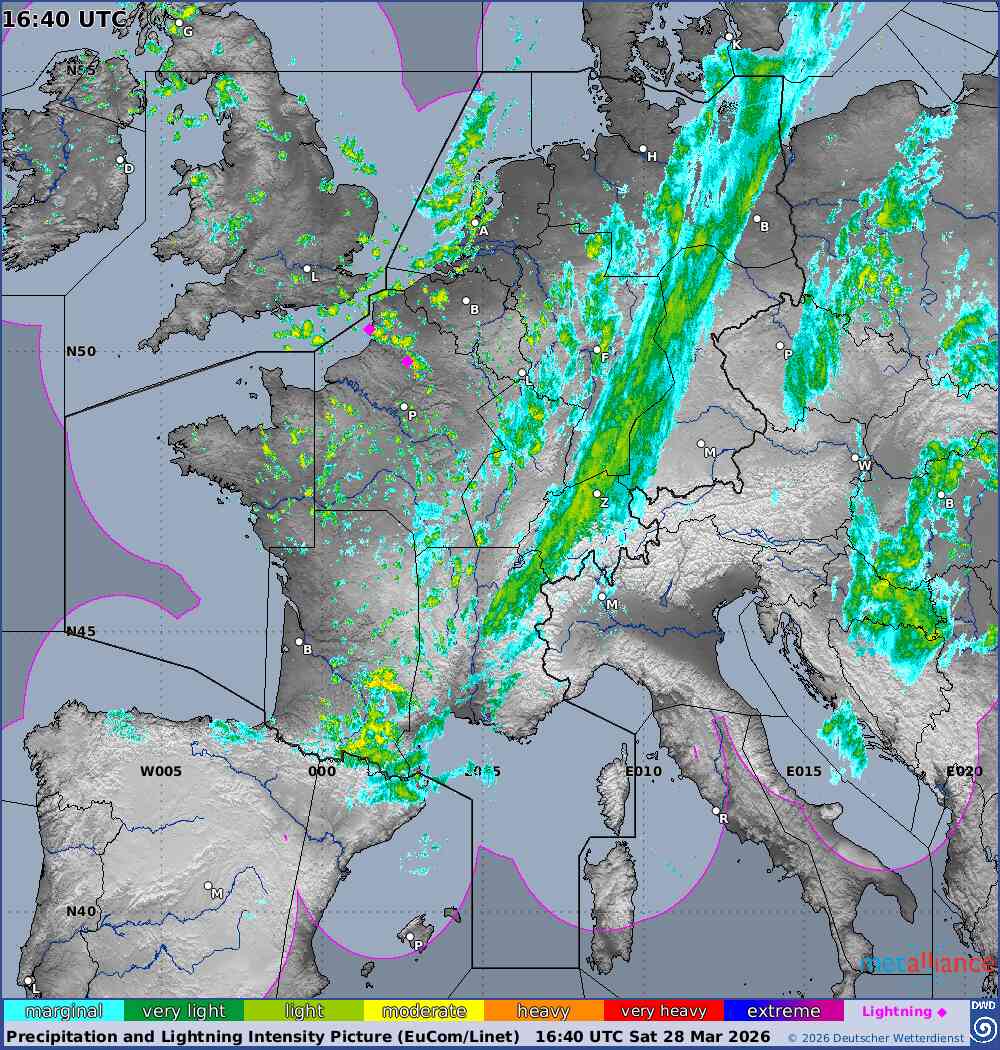 16:40 UTC
G
K
N55
H
D
B
A
L
B
N50
P
F
L
P
M
W
B
Z
M
N45
B
W005
000
E005
E010
E015
E020
R
M
N40
P
L
metalliance
marginal very light light moderate heavy very heavy extreme Lightning ◆
DWD
Precipitation and Lightning Intensity Picture (EuCom/Linet) 16:40 UTC Sat 28 Mar 2026 © 2026 Deutscher Wetterdienst